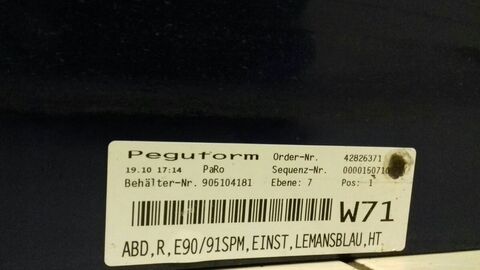 Peguform Order-Nr. 42826371
19.10 17:14 PaRo Sequenz-Nr.
Behälter-Nr. 905104181 Ebene: 7 Pos: 1
W71
ABD,R,E90/91SPM,EINST,LEMANSBLAU,HT